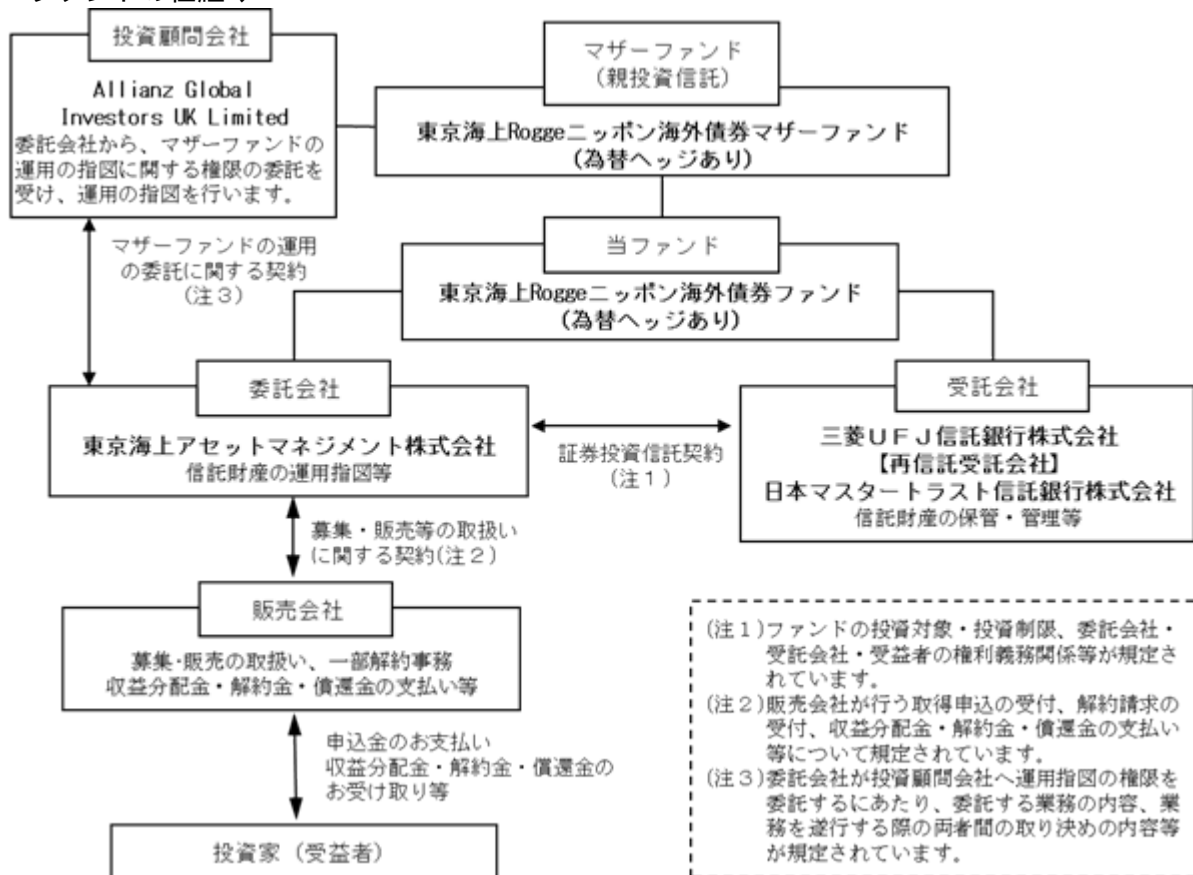 投資顧問会社
Allianz Global
Investors UK Limited
委託会社から、マザーファンドの
運用の指図に関する権限の委託を
受け、運用の指図を行います。
マザーファンド
(親投資信託)
東京海上Roggeニッポン海外債券マザーファンド
(為替ヘッジあり)
マザーファンドの運用
の委託に関する契約
(注3)
当ファンド
東京海上Roggeニッポン海外債券ファンド
(為替ヘッジあり)
委託会社
東京海上アセットマネジメント株式会社
信託財産の運用指図等
証券投資信託契約
(注1)
受託会社
三菱UFJ信託銀行株式会社
【再信託受託会社】
日本マスタートラスト信託銀行株式会社
信託財産の保管・管理等
募集・販売等の取扱い
に関する契約(注2)
販売会社
募集・販売の取扱い、一部解約事務
収益分配金・解約金・償還金の支払い等
申込金のお支払い
収益分配金・解約金・償還金の
お受け取り等
投資家(受益者)
(注1)ファンドの投資対象・投資制限、委託会社・
受託会社・受益者の権利義務関係等が規定さ
れています。
(注2)販売会社が行う取得申込の受付、解約請求の
受付、収益分配金・解約金・償還金の支払い
等について規定されています。
(注3)委託会社が投資顧問会社へ運用指図の権限を
委託するにあたり、委託する業務の内容、業
務を遂行する際の両者間の取り決めの内容等
が規定されています。